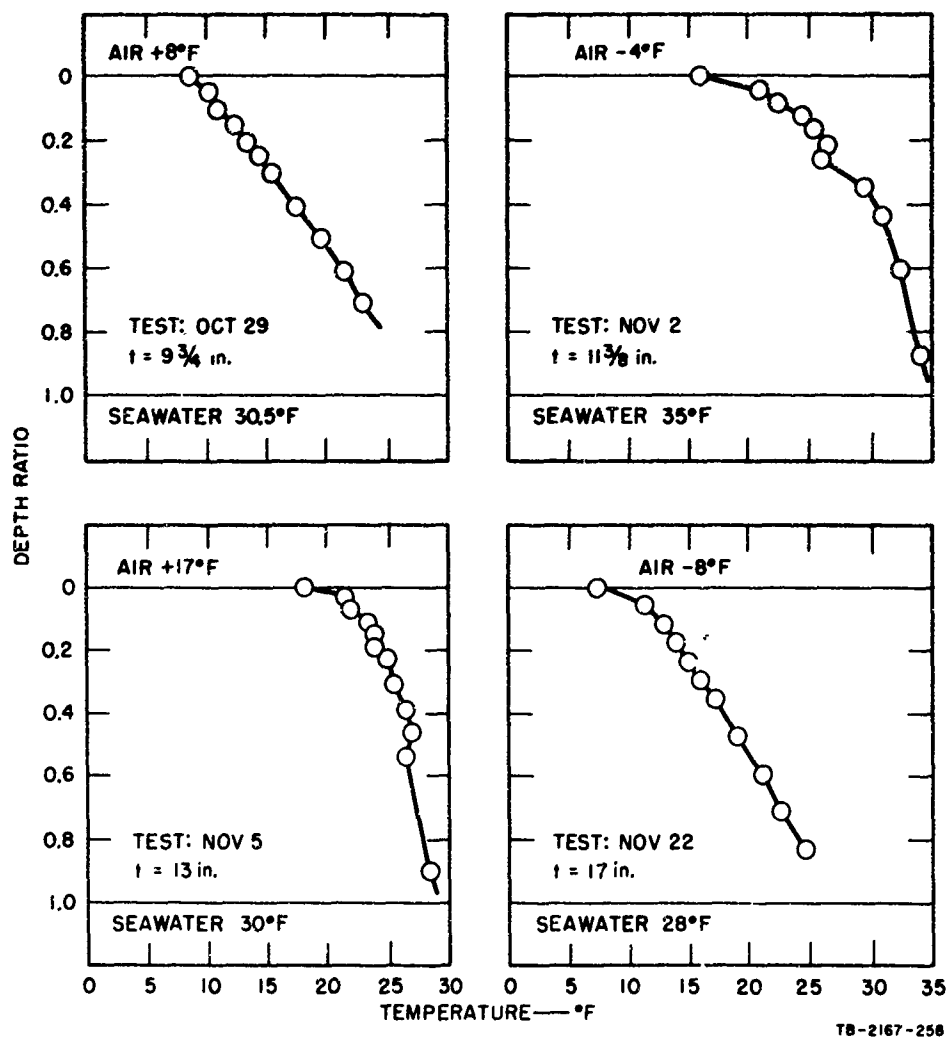 AIR +8°F
0
0.2
0.4
0.6
0.8
1.0
TEST: OCT 29
t = 9 3/4 in.
SEAWATER 30.5°F
AIR -4°F
TEST: NOV 2
t = 11 3/8 in.
SEAWATER 35°F
DEPTH RATIO
AIR +17°F
0
0.2
0.4
0.6
0.8
1.0
TEST: NOV 5
t = 13 in.
SEAWATER 30°F
AIR -8°F
TEST: NOV 22
t = 17 in.
SEAWATER 28°F
0 5 10 15 20 25 30
0 5 10 15 20 25 30 35
TEMPERATURE — °F
TB-2167-258